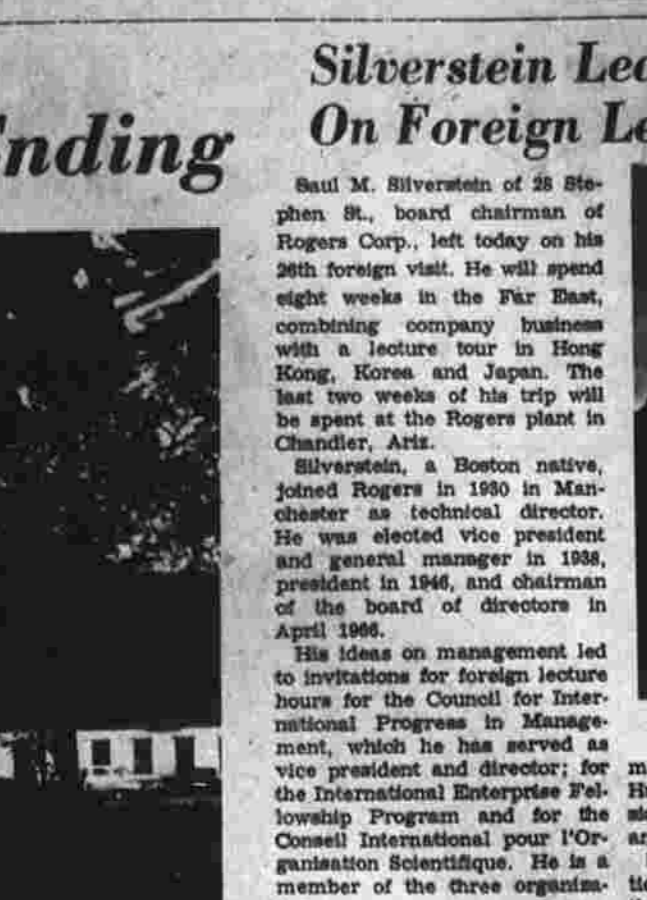 nding
Silverstein Lec
On Foreign Le
Saul M. Silverstein of 28 Ste-
phen St., board chairman of
Rogers Corp., left today on his
26th foreign visit. He will spend
eight weeks in the Far East,
combining company business
with a lecture tour in Hong
Kong, Korea and Japan. The
last two weeks of his trip will
be spent at the Rogers plant in
Chandler, Ariz.
Silverstein, a Boston native,
joined Rogers in 1930 in Man-
chester as technical director.
He was elected vice president
and general manager in 1938,
president in 1946, and chairman
of the board of directors in
April 1966.
His ideas on management led
to invitations for foreign lecture
hours for the Council for Inter-
national Progress in Manage-
ment, which he has served as
vice president and director; for
the International Enterprise Fel-
lowship Program and for the
Conseil International pour l'Or-
ganisation Scientifique. He is a
member of the three organiza-